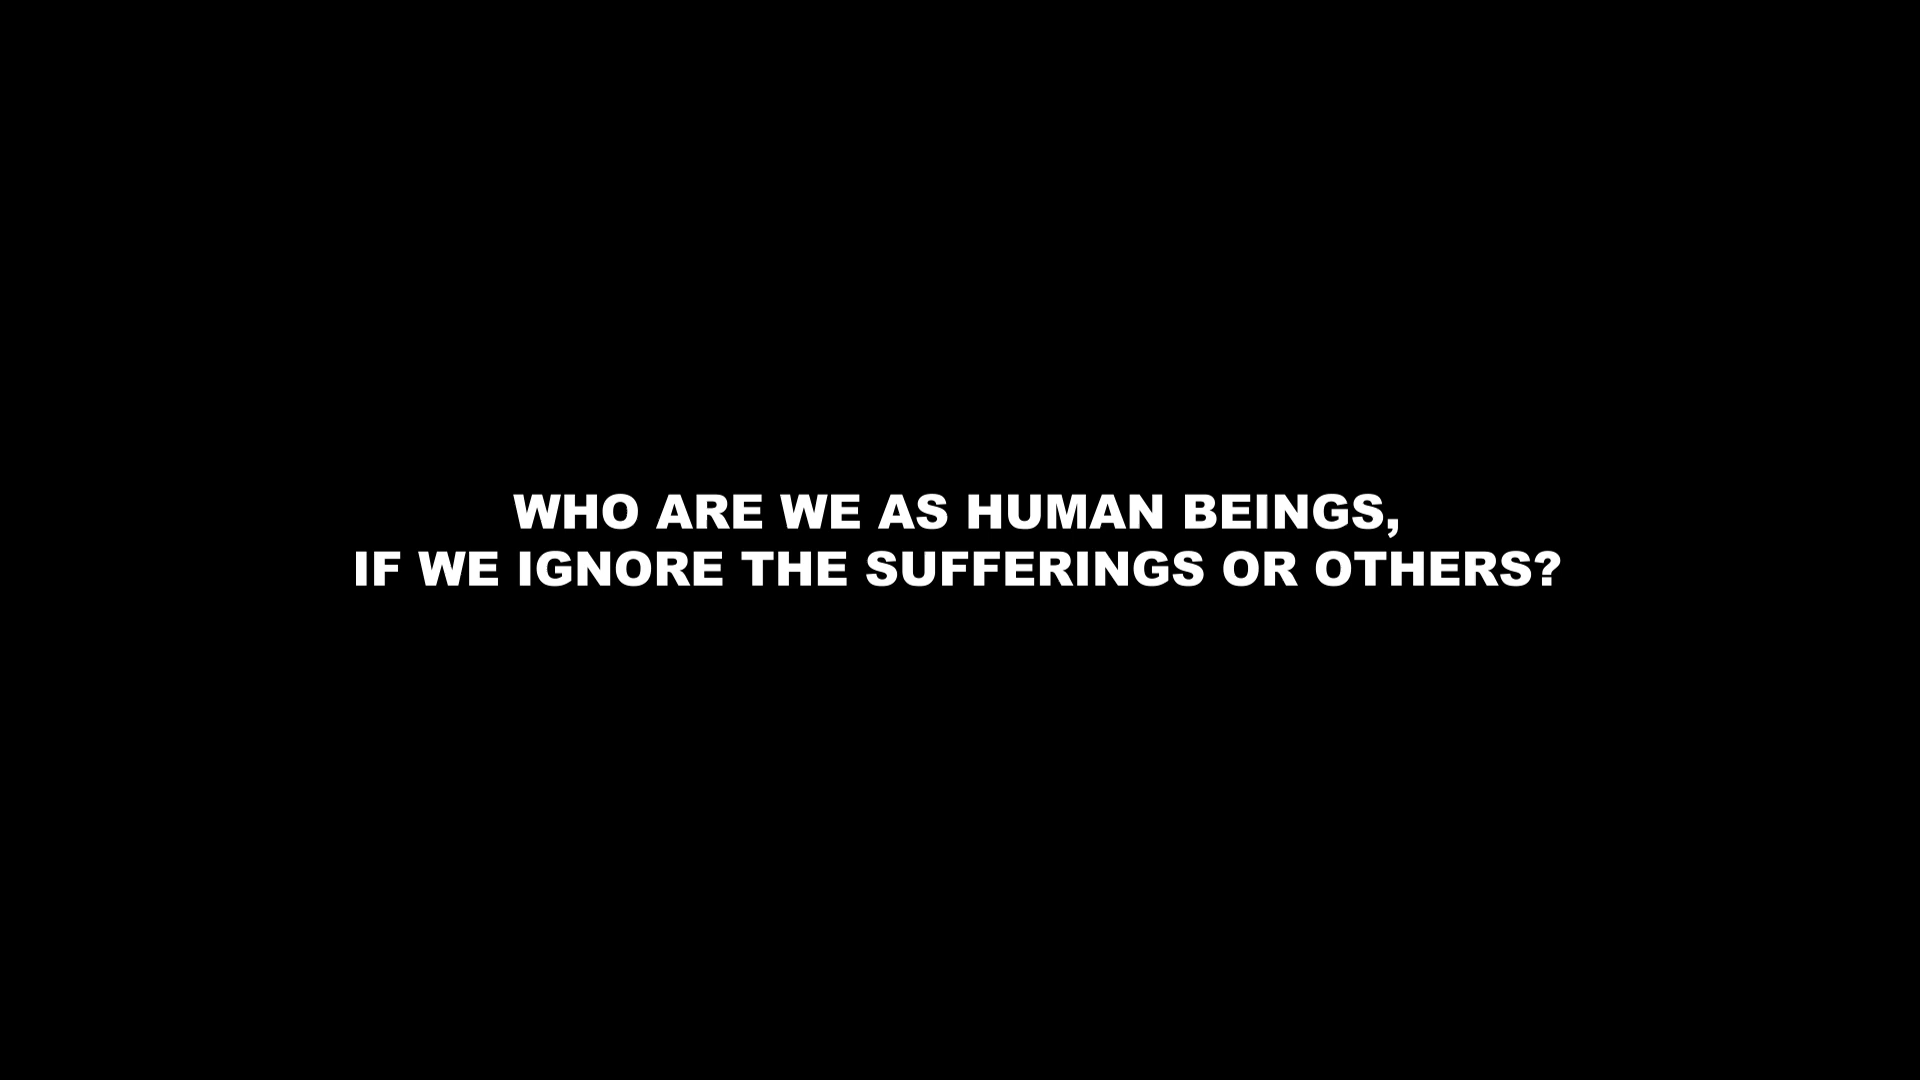 WHO ARE WE AS HUMAN BEINGS,
IF WE IGNORE THE SUFFERINGS OR OTHERS?